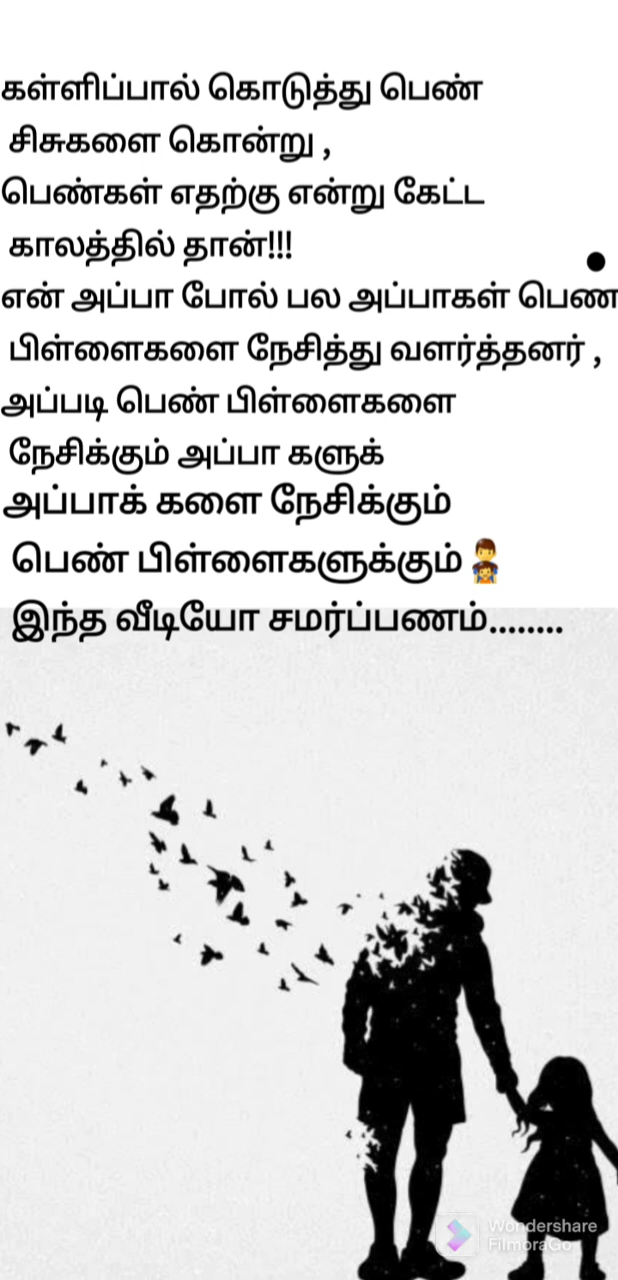 கள்ளிப்பால் கொடுத்து பெண்
சிசுகளை கொன்று ,
பெண்கள் எதற்கு என்று கேட்ட
காலத்தில் தான்!!!
என் அப்பா போல் பல அப்பாகள் பெண
பிள்ளைகளை நேசித்து வளர்த்தனர் ,
அப்படி பெண் பிள்ளைகளை
நேசிக்கும் அப்பா களுக்
அப்பாக் களை நேசிக்கும்
பெண் பிள்ளைகளுக்கும்👨‍👧
இந்த வீடியோ சமர்ப்பணம்........
Wondershare
FilmoraGo